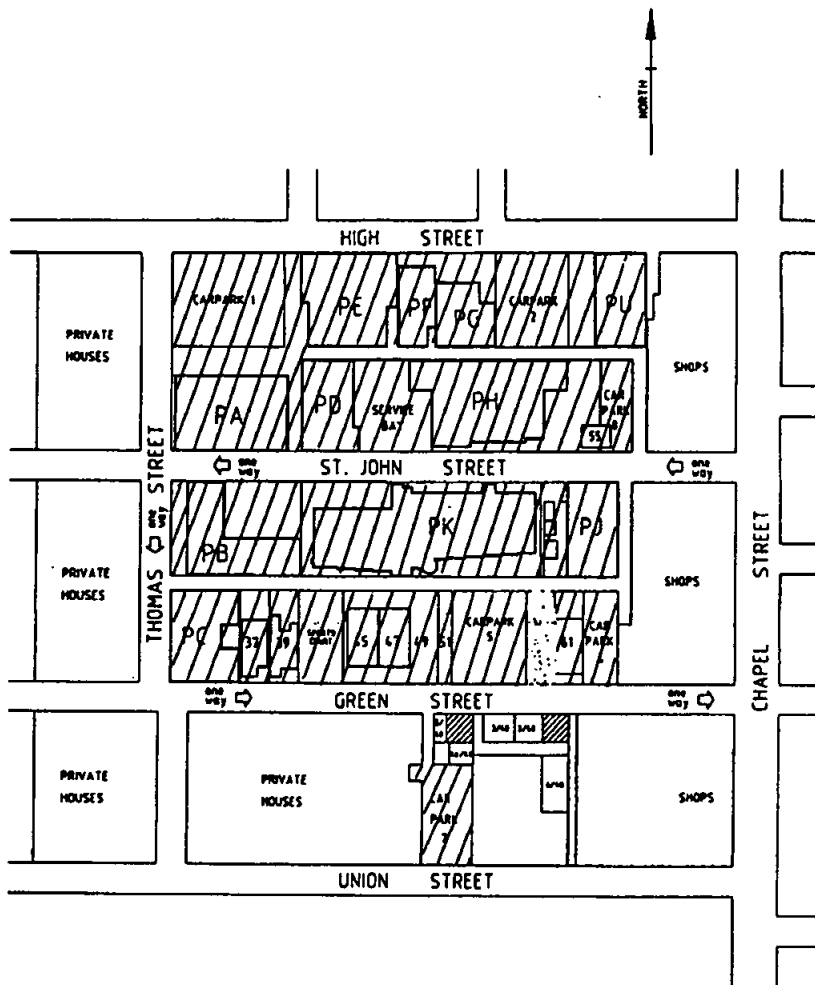 NORTH
HIGH STREET
CARPARK 1
PE
PF
PG
CARPARK
2
PU
PRIVATE
HOUSES
SHOPS
PA
PD
SERVICE
BAY
PH
CAR
PARK
55
THOMAS STREET
one
way
ST. JOHN STREET
one
way
one
way
PB
PK
PJ
PRIVATE
HOUSES
SHOPS
CHAPEL STREET
PC
39
45
47
49
51
CARPARK
5
61
CAR
PARK
one
way
GREEN STREET
one
way
PRIVATE
HOUSES
PRIVATE
HOUSES
CAR
PARK
7
SHOPS
UNION STREET